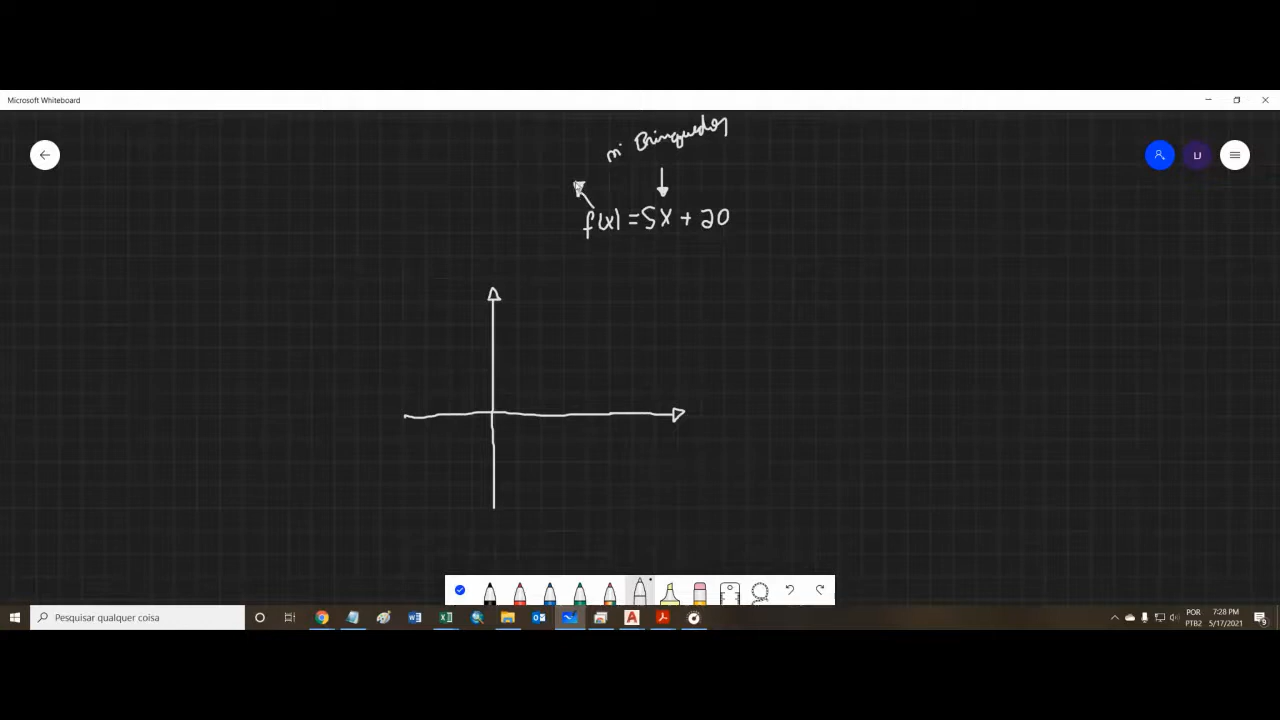 Microsoft Whiteboard
nº Brinquedos
f(x) = 5x + 20
U
Pesquisar qualquer coisa
POR
PTB2
7:28 PM
5/17/2021